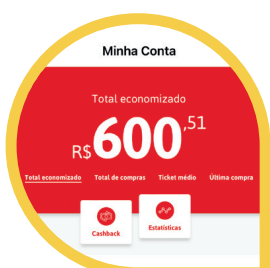 Minha Conta
Total economizado
R$600,51
Total economizado Total de compras Ticket médio Última compra
Cashback Estatísticas